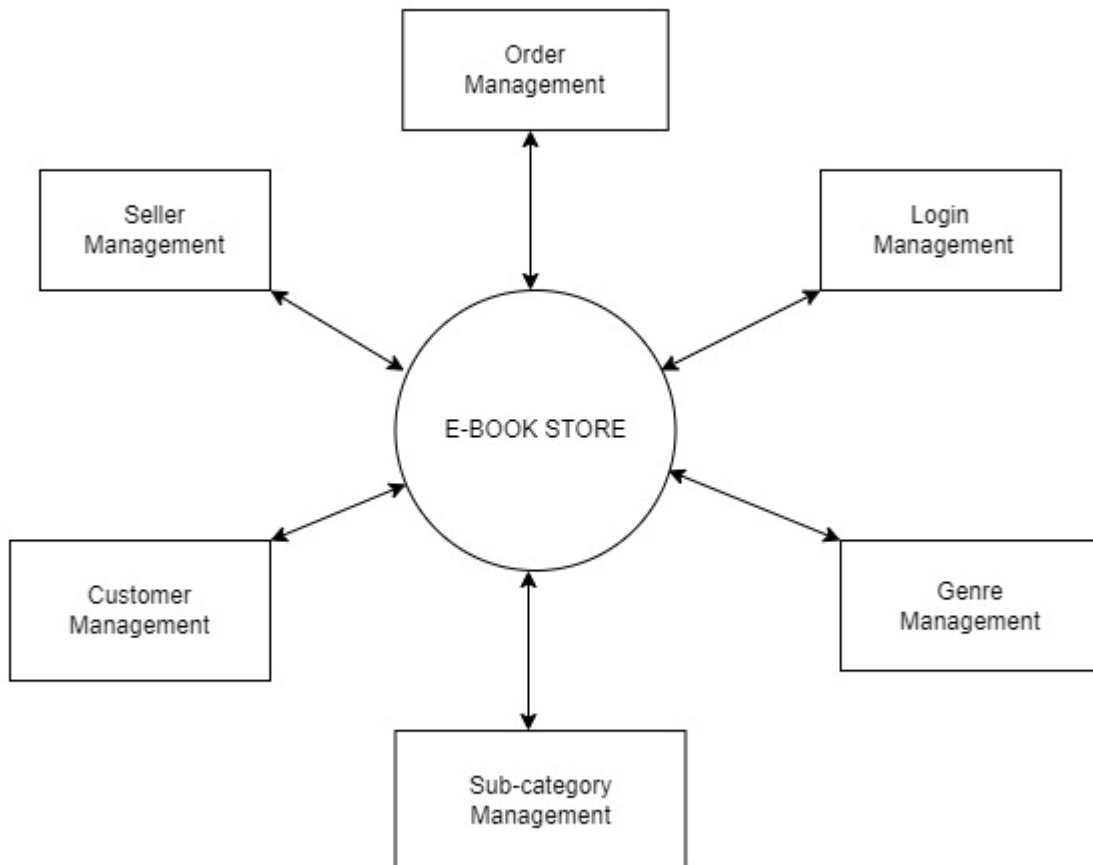 Order
Management
Seller
Management
Login
Management
E-BOOK STORE
Customer
Management
Genre
Management
Sub-category
Management